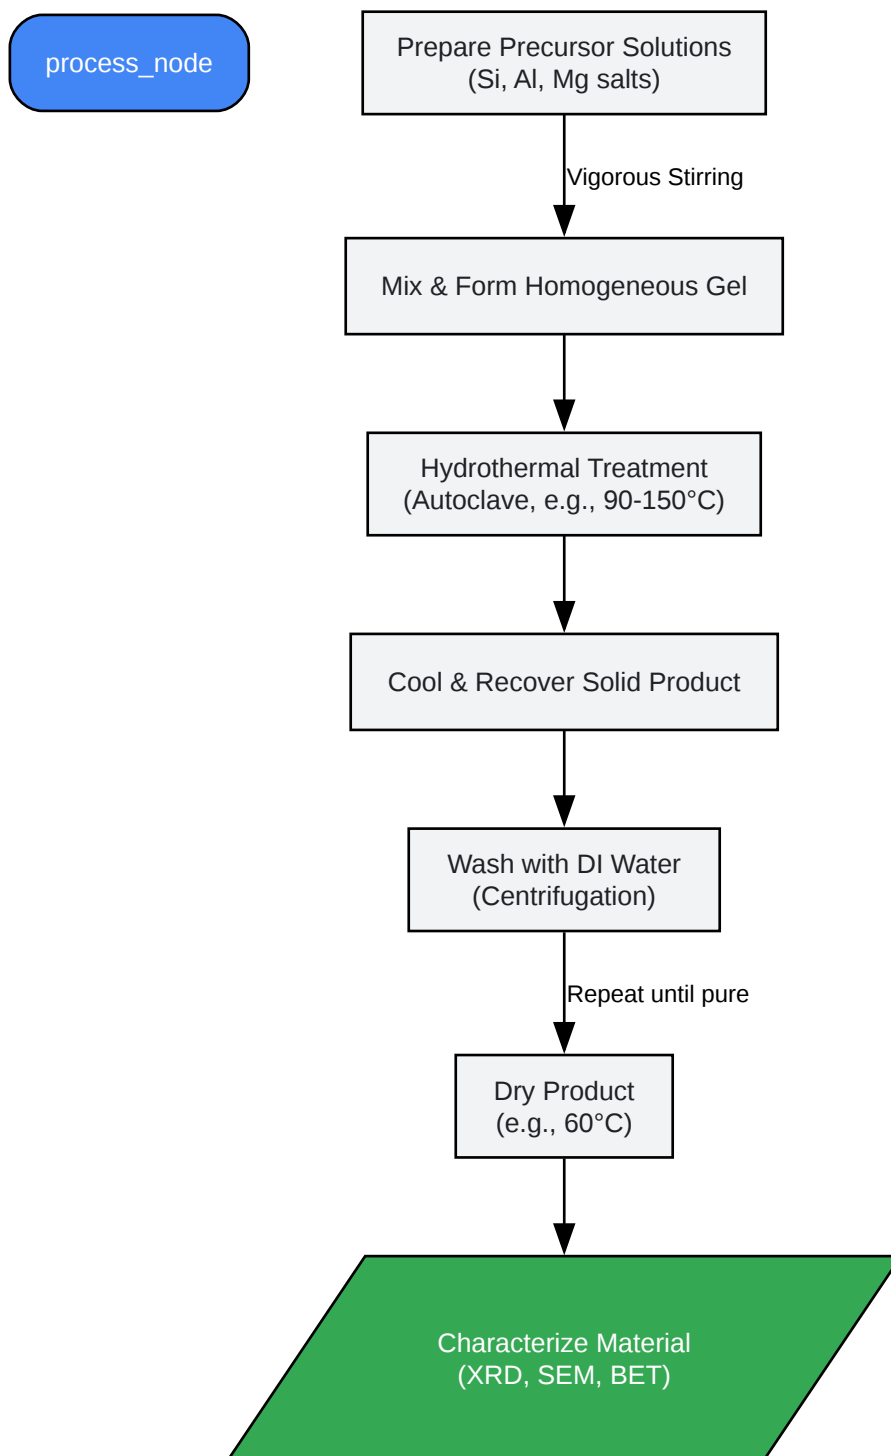 process_node
Prepare Precursor Solutions
(Si, Al, Mg salts)
Vigorous Stirring
Mix & Form Homogeneous Gel
Hydrothermal Treatment
(Autoclave, e.g., 90-150°C)
Cool & Recover Solid Product
Wash with DI Water
(Centrifugation)
Repeat until pure
Dry Product
(e.g., 60°C)
Characterize Material
(XRD, SEM, BET)